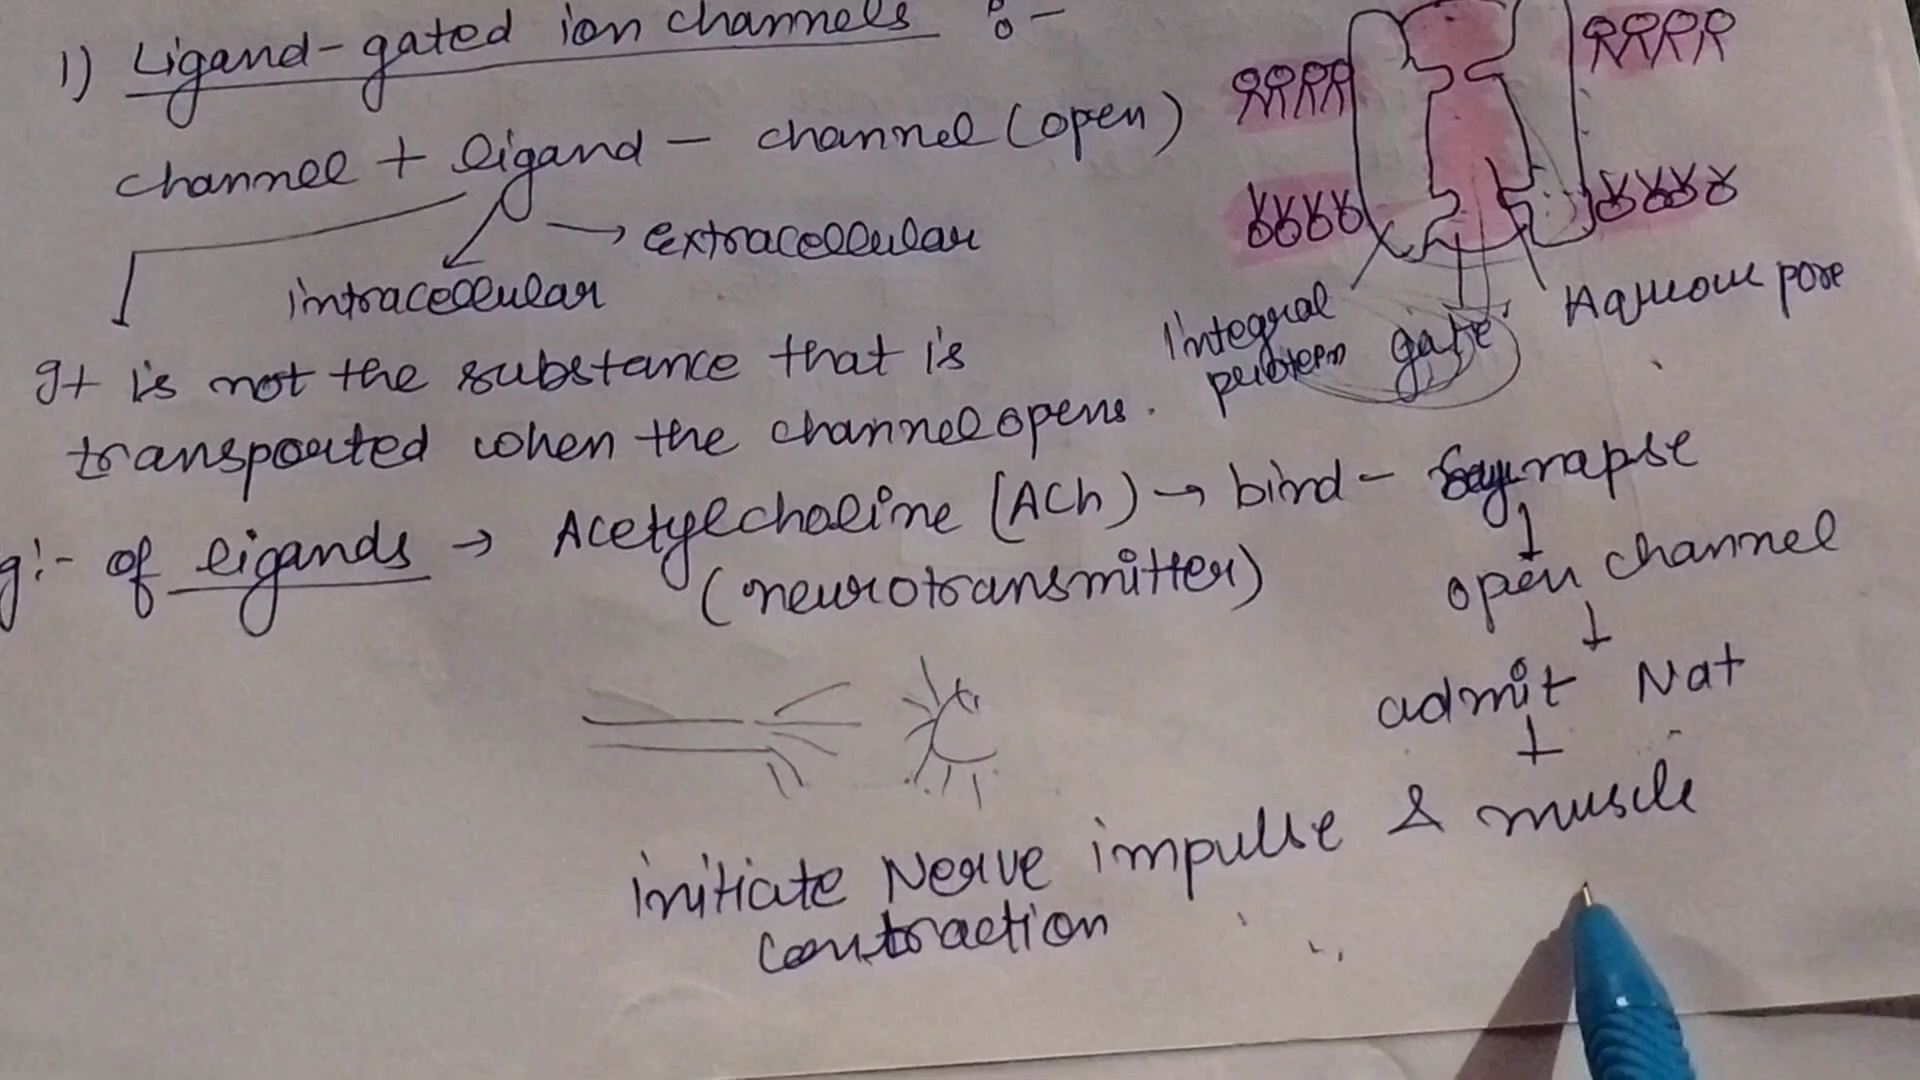 1) Ligand-gated ion channels :-
channel + ligand - channel (open)
→ extracellular
intracellular
It is not the substance that is
transported when the channel opens.
Integral
protein
gate
Aqueous pore
g:- of ligands → Acetylcholine (ACh) → bind - Synapse
(neurotransmitter)
open channel
admit Na+
initiate Nerve impulse & muscle
contraction